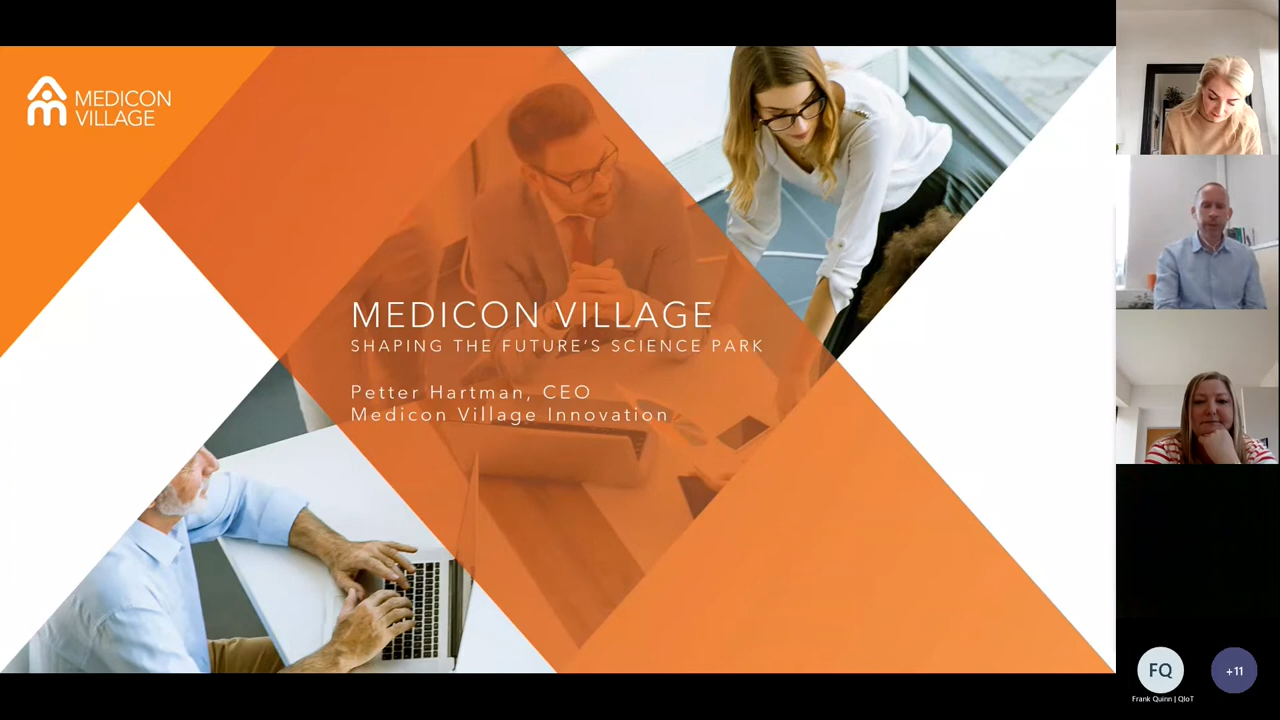 MEDICON
VILLAGE
MEDICON VILLAGE
SHAPING THE FUTURE'S SCIENCE PARK
Petter Hartman, CEO
Medicon Village Innovation
FQ
+11
Frank Quinn | QIoT